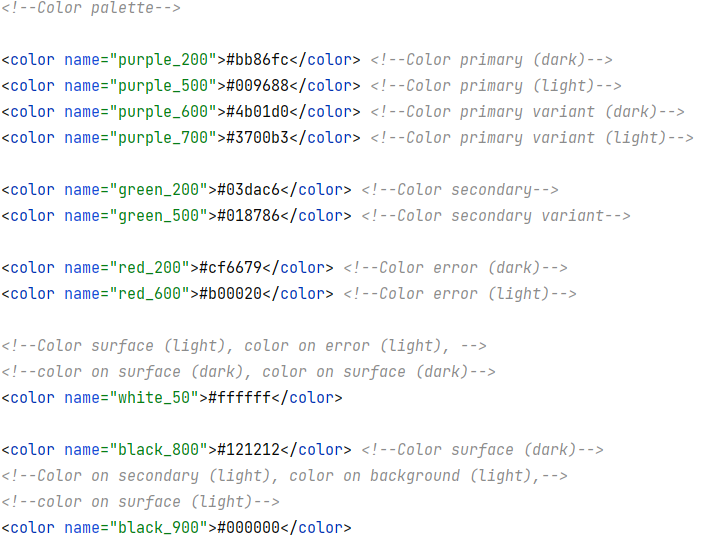 <!--Color palette-->
<color name="purple_200">#bb86fc</color> <!--Color primary (dark)-->
<color name="purple_500">#009688</color> <!--Color primary (light)-->
<color name="purple_600">#4b01d0</color> <!--Color primary variant (dark)-->
<color name="purple_700">#3700b3</color> <!--Color primary variant (light)-->
<color name="green_200">#03dac6</color> <!--Color secondary-->
<color name="green_500">#018786</color> <!--Color secondary variant-->
<color name="red_200">#cf6679</color> <!--Color error (dark)-->
<color name="red_600">#b00020</color> <!--Color error (light)-->
<!--Color surface (light), color on error (light), -->
<!--color on surface (dark), color on surface (dark)-->
<color name="white_50">#ffffff</color>
<color name="black_800">#121212</color> <!--Color surface (dark)-->
<!--Color on secondary (light), color on background (light),-->
<!--color on surface (light)-->
<color name="black_900">#000000</color>